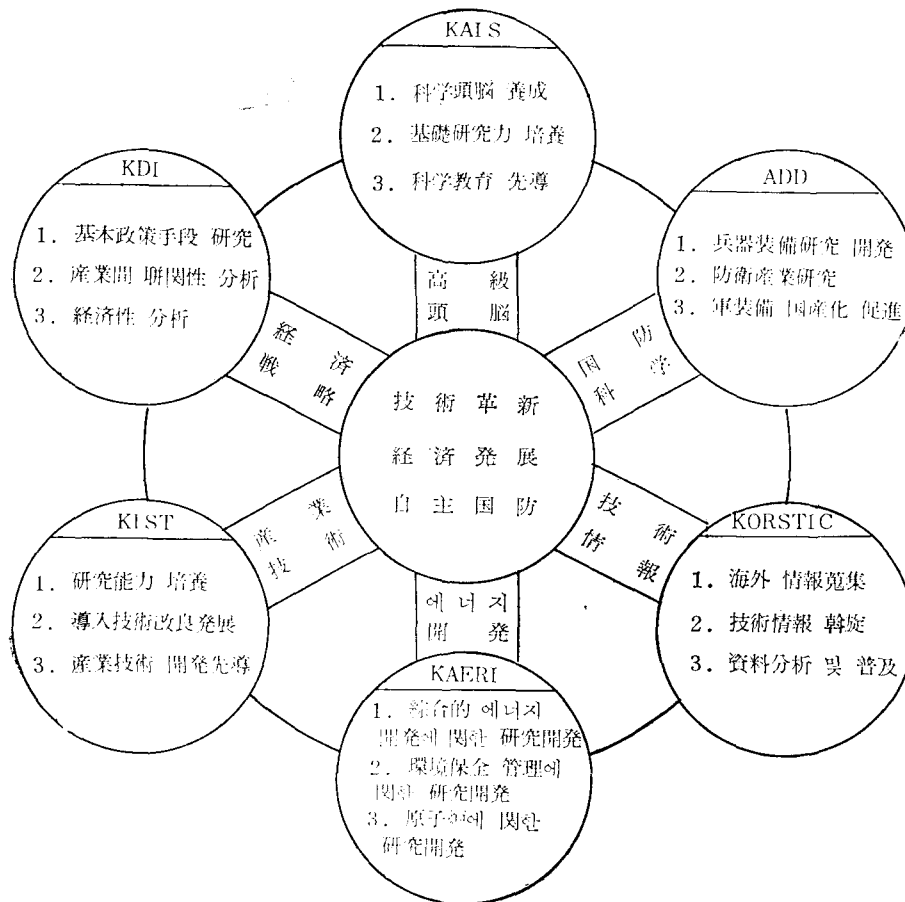 KAIS
1. 科学頭脳 養成
2. 基礎研究力 培養
3. 科学教育 先導
KDI
1. 基本政策手段 研究
2. 産業間 聯関性 分析
3. 経済性 分析
ADD
1. 兵器装備研究 開発
2. 防衛産業研究
3. 軍装備 国産化 促進
高級
頭脳
経済
戦略
国防
科学
技術革新
経済発展
自主国防
産業
技術
技術
情報
에너지
開発
KIST
1. 研究能力 培養
2. 導入技術改良発展
3. 産業技術 開発先導
KORSTIC
1. 海外 情報蒐集
2. 技術情報 斡旋
3. 資料分析 및 普及
KAERI
1. 綜合的 에너지
開発에 関한 研究開発
2. 環境保全 管理에
関한 研究開発
3. 原子力에 関한
研究開発